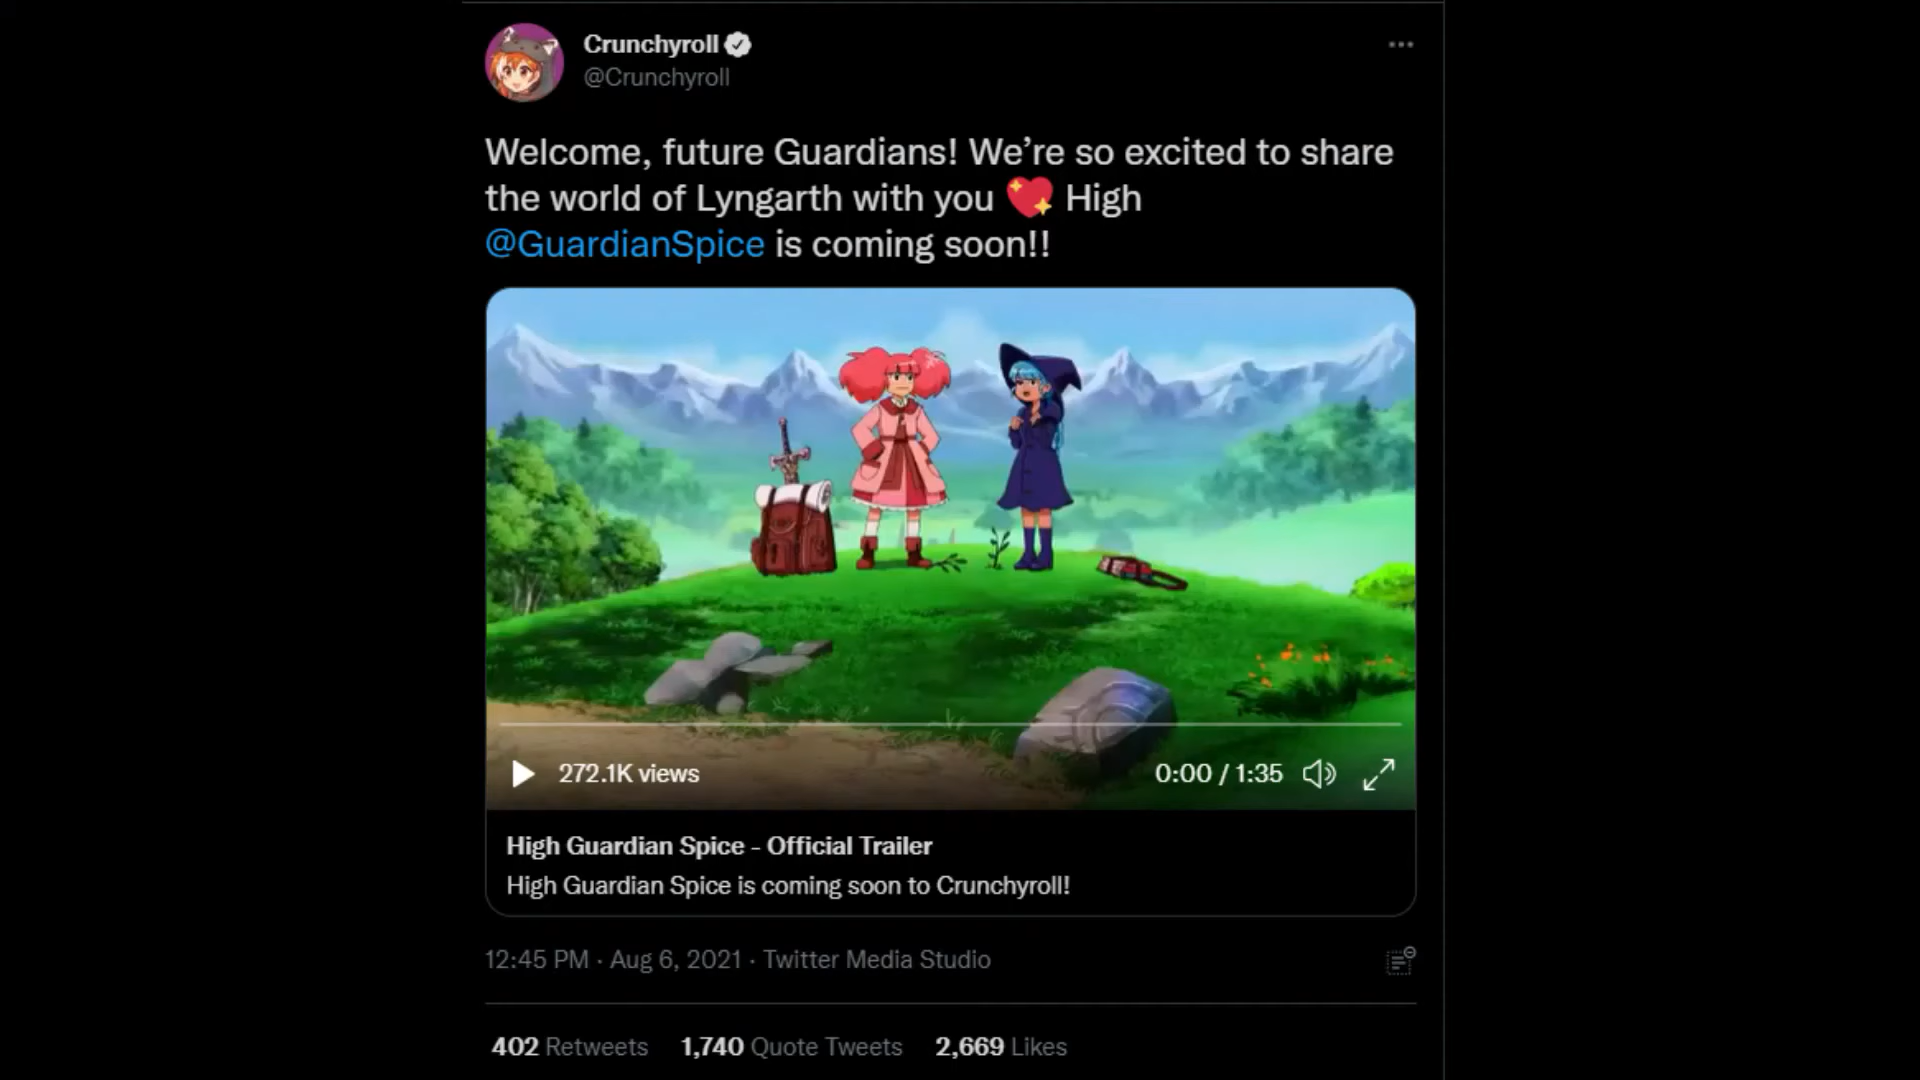 Crunchyroll
@Crunchyroll
Welcome, future Guardians! We’re so excited to share
the world of Lyngarth with you 💖 High
@GuardianSpice is coming soon!!
272.1K views
0:00 / 1:35
High Guardian Spice - Official Trailer
High Guardian Spice is coming soon to Crunchyroll!
12:45 PM · Aug 6, 2021 · Twitter Media Studio
402 Retweets 1,740 Quote Tweets 2,669 Likes